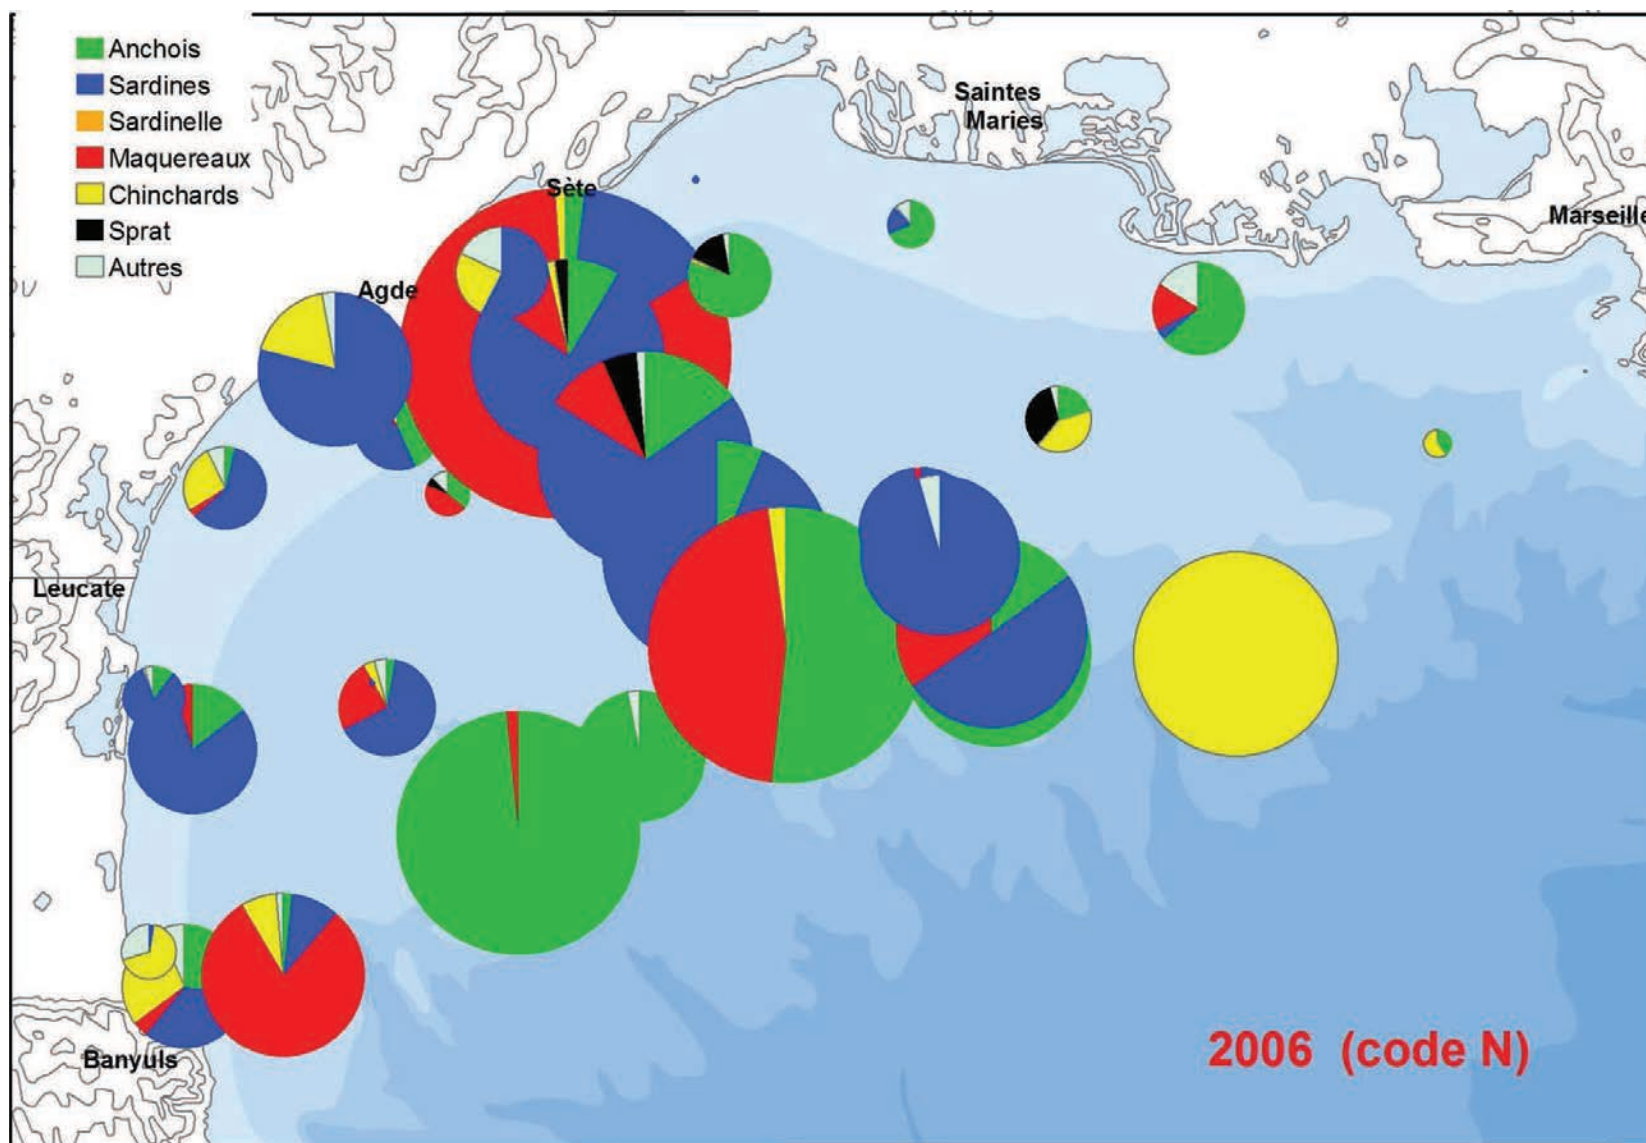 Anchois
Sardines
Sardinelle
Maquereaux
Chinchards
Sprat
Autres
Saintes
Maries
Sète
Marseille
Agde
Leucate
Banyuls
2006 (code N)